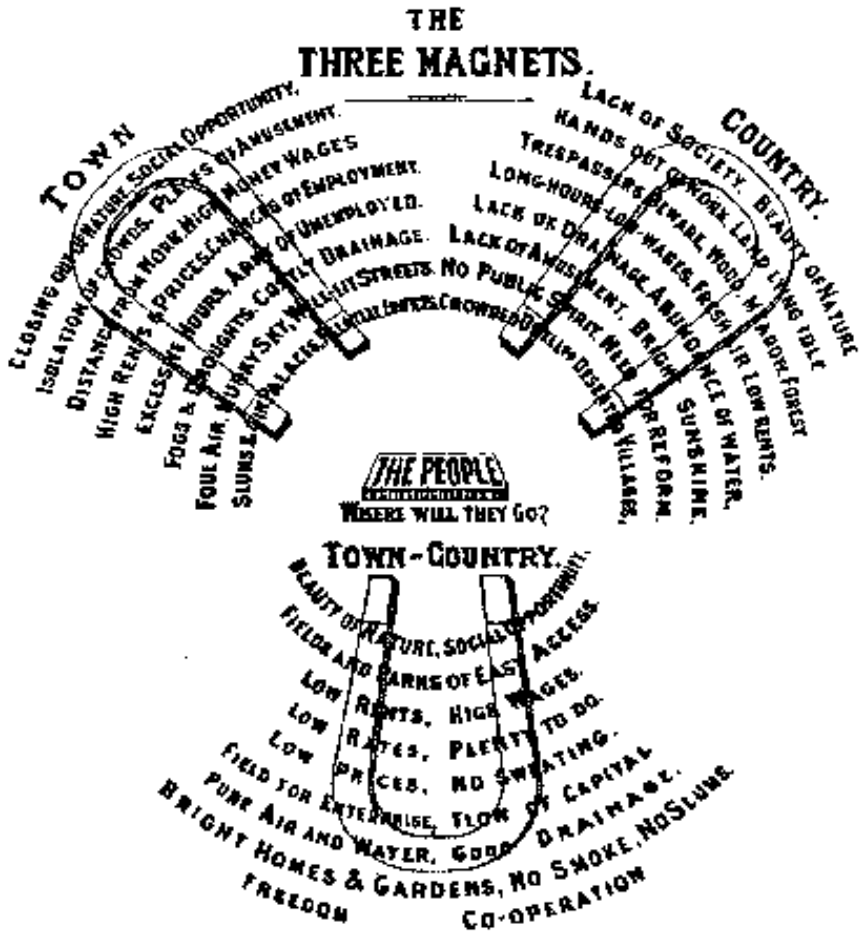 THE
THREE MAGNETS.
TOWN
CLOSING OUT OF NATURE. SOCIAL OPPORTUNITY.
ISOLATION OF CROWDS. PLACES OF AMUSEMENT.
DISTANCE FROM WORK. HIGH MONEY WAGES
HIGH RENTS & PRICES. CHANCES OF EMPLOYMENT.
EXCESSIVE HOURS. ARMY OF UNEMPLOYED.
FOGS & DROUGHTS. COSTLY DRAINAGE.
FOUL AIR, MURKY SKY, WELL LIT STREETS.
SLUMS & GIN PALACES. EDIFICES.
COUNTRY.
LACK OF SOCIETY. BEAUTY OF NATURE
HANDS OUT OF WORK. LAND LYING IDLE
TRESPASSERS BEWARE. WOOD, MEADOW, FOREST
LONG HOURS-LOW WAGES. FRESH AIR LOW RENTS.
LACK OF DRAINAGE. ABUNDANCE OF WATER,
LACK OF AMUSEMENT. BRIGHT SUNSHINE.
NO PUBLIC SPIRIT. NEED FOR REFORM.
CROWDED DESERTED VILLAGES,
THE PEOPLE
WHERE WILL THEY GO?
TOWN-COUNTRY.
BEAUTY OF NATURE, SOCIAL OPPORTUNITY.
FIELDS AND PARKS OF EASY ACCESS.
LOW RENTS, HIGH WAGES.
LOW RATES, PLENTY TO DO.
LOW PRICES, NO SWEATING.
FIELD FOR ENTERPRISE, FLOW OF CAPITAL
PURE AIR AND WATER, GOOD DRAINAGE.
BRIGHT HOMES & GARDENS, NO SMOKE, NO SLUMS.
FREEDOM CO-OPERATION